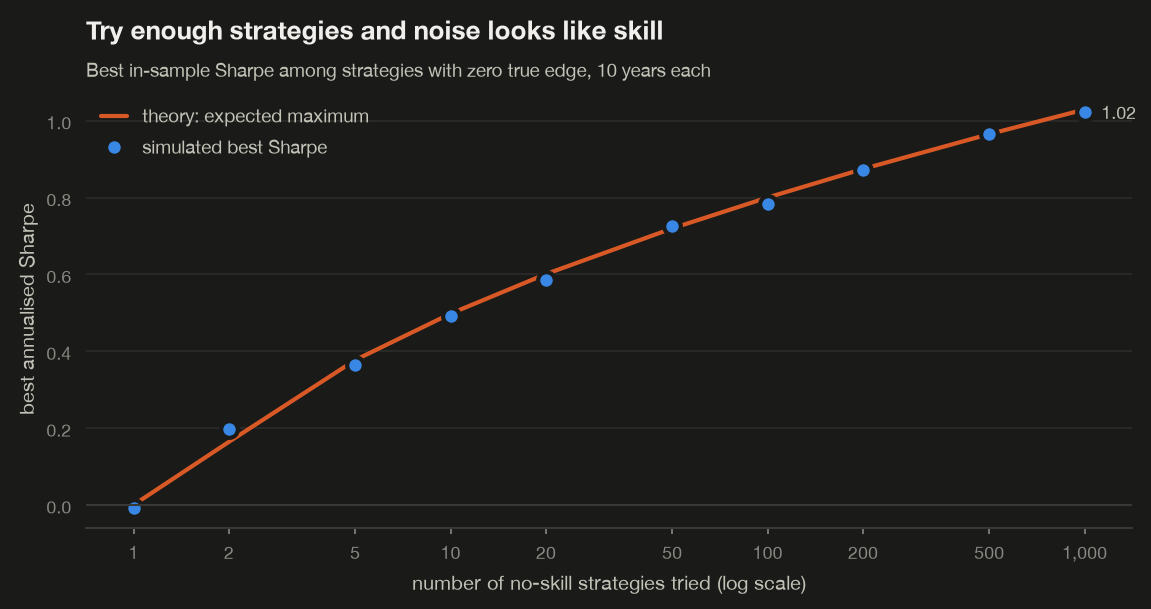 Try enough strategies and noise looks like skill
Best in-sample Sharpe among strategies with zero true edge, 10 years each
theory: expected maximum
simulated best Sharpe
1.02
best annualised Sharpe
1.0
0.8
0.6
0.4
0.2
0.0
1 2 5 10 20 50 100 200 500 1,000
number of no-skill strategies tried (log scale)